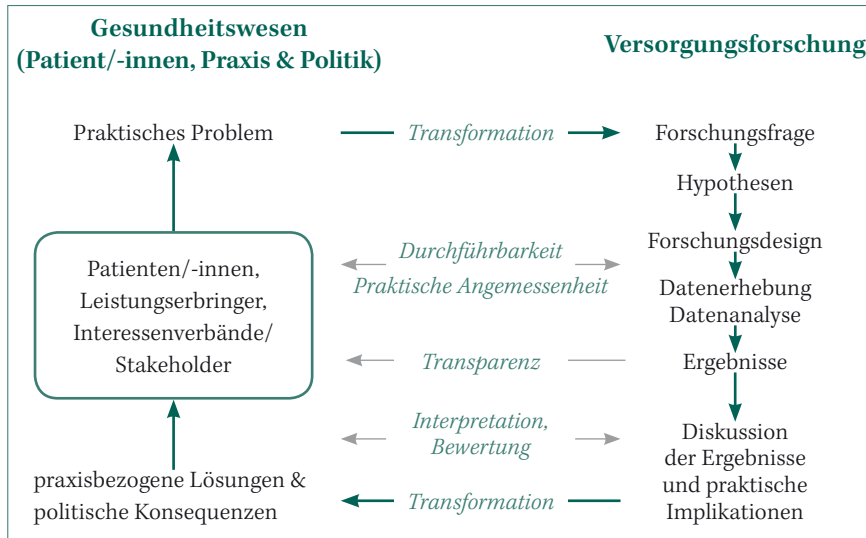 Gesundheitswesen
(Patient/-innen, Praxis & Politik)
Versorgungsforschung
Praktisches Problem
Transformation
Forschungsfrage
Hypothesen
Forschungsdesign
Durchführbarkeit
Praktische Angemessenheit
Patienten/-innen,
Leistungserbringer,
Interessenverbände/
Stakeholder
Datenerhebung
Datenanalyse
Transparenz
Ergebnisse
Interpretation,
Bewertung
Diskussion
der Ergebnisse
und praktische
Implikationen
praxisbezogene Lösungen &
politische Konsequenzen
Transformation